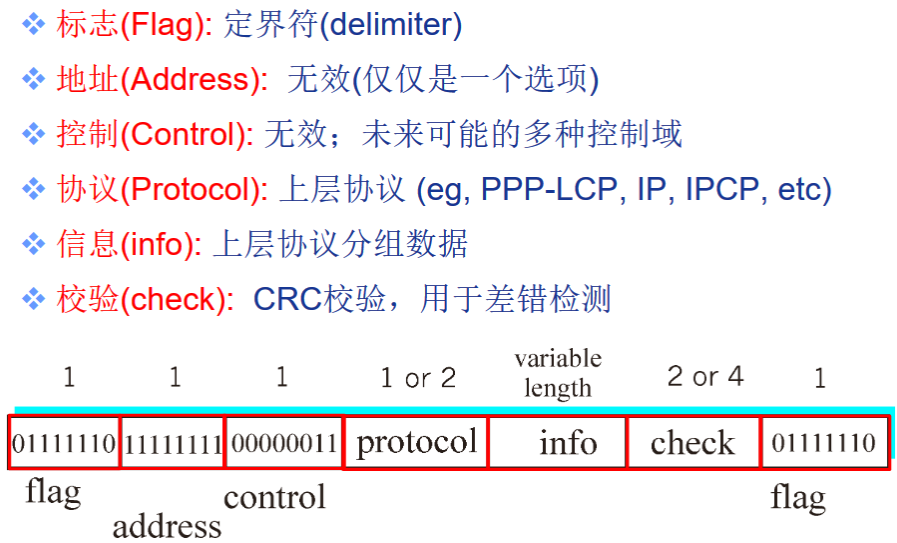 标志(Flag): 定界符(delimiter)
地址(Address): 无效(仅仅是一个选项)
控制(Control): 无效；未来可能的多种控制域
协议(Protocol): 上层协议 (eg, PPP-LCP, IP, IPCP, etc)
信息(info): 上层协议分组数据
校验(check): CRC校验，用于差错检测
1 1 1 1 or 2 variable length 2 or 4 1
01111110 11111111 00000011 protocol info check 01111110
flag address control flag